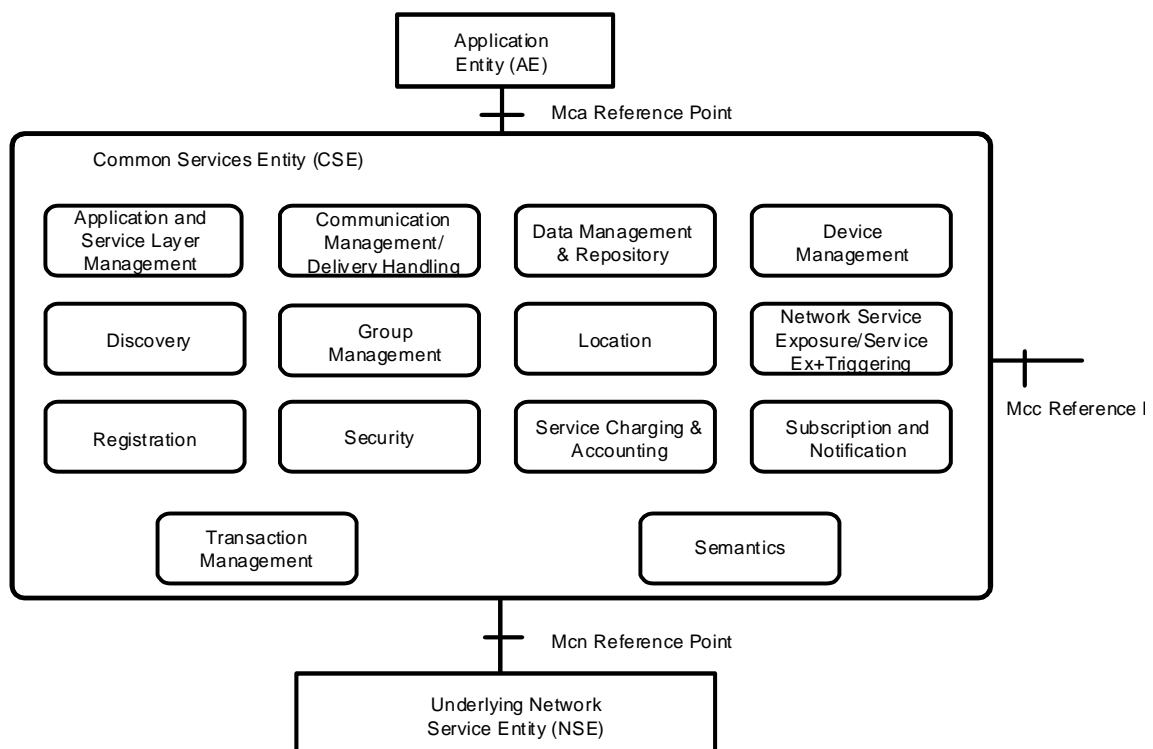 Application
Entity (AE)
Mca Reference Point
Common Services Entity (CSE)
Application and
Service Layer
Management
Communication
Management/
Delivery Handling
Data Management
& Repository
Device
Management
Discovery
Group
Management
Location
Network Service
Exposure/Service
Ex+Triggering
Mcc Reference
Registration
Security
Service Charging &
Accounting
Subscription and
Notification
Transaction
Management
Semantics
Mcn Reference Point
Underlying Network
Service Entity (NSE)